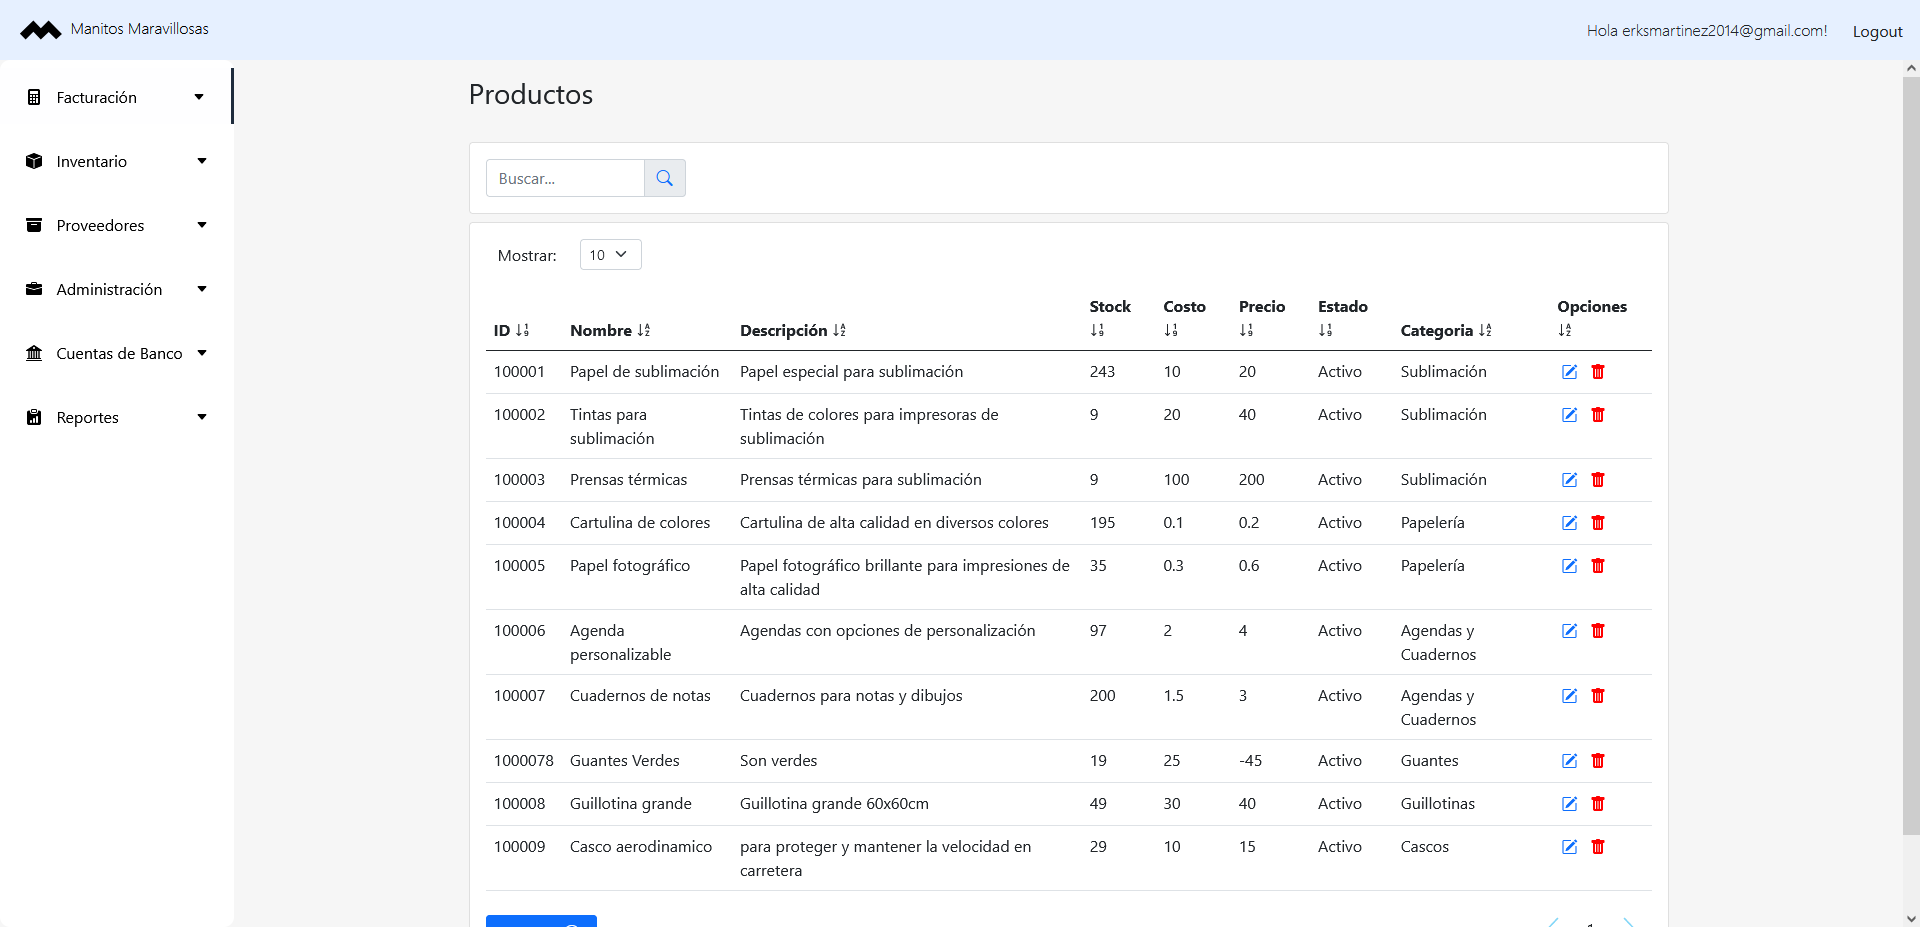 Manitos Maravillosas
Hola erksmartinez2014@gmail.com!
Logout
Facturación
Inventario
Proveedores
Administración
Cuentas de Banco
Reportes
Productos
Buscar...
Mostrar: 10
ID Nombre Descripción Stock Costo Precio Estado Categoria Opciones
100001 Papel de sublimación Papel especial para sublimación 243 10 20 Activo Sublimación
100002 Tintas para Tintas de colores para impresoras de 9 20 40 Activo Sublimación
sublimación sublimación
100003 Prensas térmicas Prensas térmicas para sublimación 9 100 200 Activo Sublimación
100004 Cartulina de colores Cartulina de alta calidad en diversos colores 195 0.1 0.2 Activo Papelería
100005 Papel fotográfico Papel fotográfico brillante para impresiones de 35 0.3 0.6 Activo Papelería
alta calidad
100006 Agenda Agendas con opciones de personalización 97 2 4 Activo Agendas y
personalizable Cuadernos
100007 Cuadernos de notas Cuadernos para notas y dibujos 200 1.5 3 Activo Agendas y
Cuadernos
1000078 Guantes Verdes Son verdes 19 25 -45 Activo Guantes
100008 Guillotina grande Guillotina grande 60x60cm 49 30 40 Activo Guillotinas
100009 Casco aerodinamico para proteger y mantener la velocidad en 29 10 15 Activo Cascos
carretera